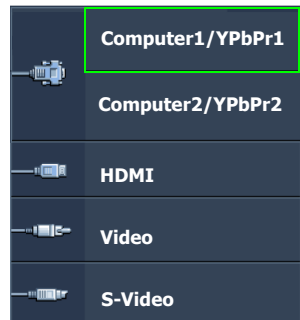 Computer1/YPbPr1
Computer2/YPbPr2
HDMI
Video
S-Video